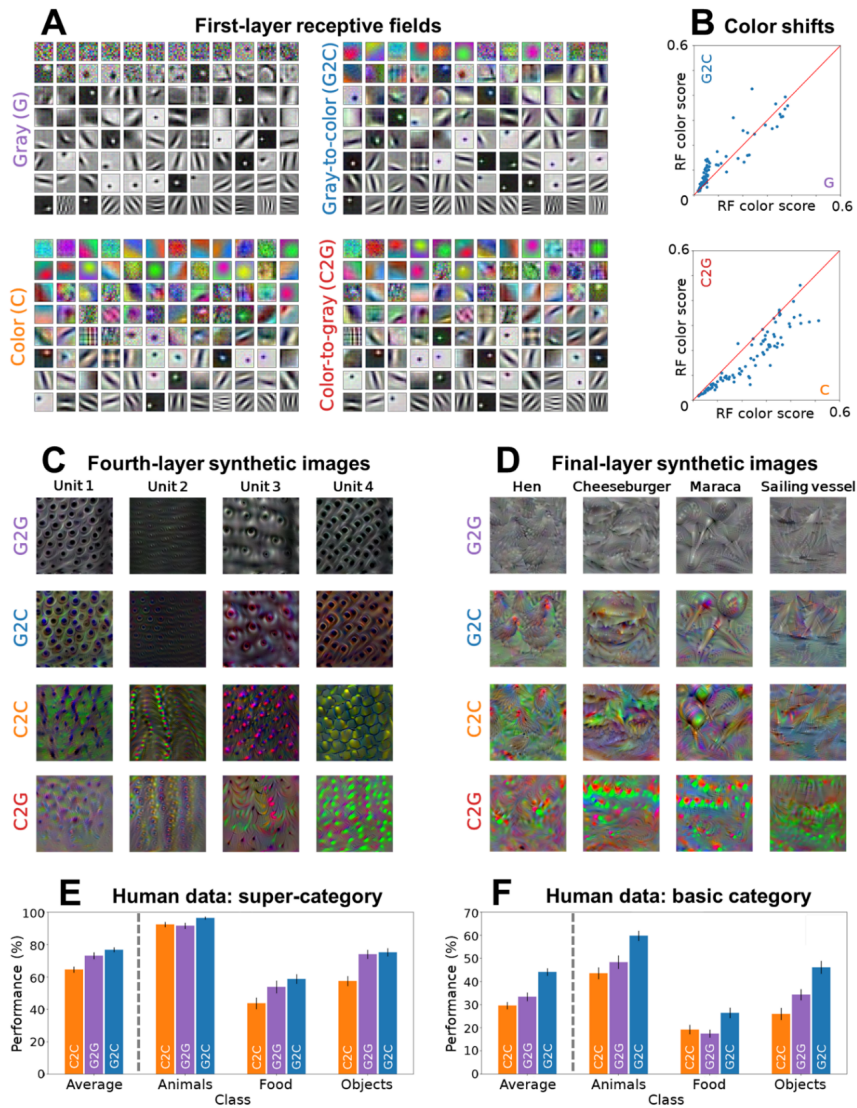 A First-layer receptive fields
Gray (G)
Gray-to-color (G2C)
Color (C)
Color-to-gray (C2G)
B Color shifts
0.6
G2C
RF color score
G
0
RF color score
0.6
0.6
C2G
RF color score
C
0
RF color score
0.6
C Fourth-layer synthetic images
Unit 1 Unit 2 Unit 3 Unit 4
G2G
G2C
C2C
C2G
D Final-layer synthetic images
Hen Cheeseburger Maraca Sailing vessel
G2G
G2C
C2C
C2G
E Human data: super-category
Performance (%)
100
80
60
40
20
0
C2C G2G G2C C2C G2G G2C C2C G2G G2C C2C G2G G2C
Average Animals Food Objects
Class
F Human data: basic category
Performance (%)
70
60
50
40
30
20
10
0
C2C G2G G2C C2C G2G G2C C2C G2G G2C C2C G2G G2C
Average Animals Food Objects
Class